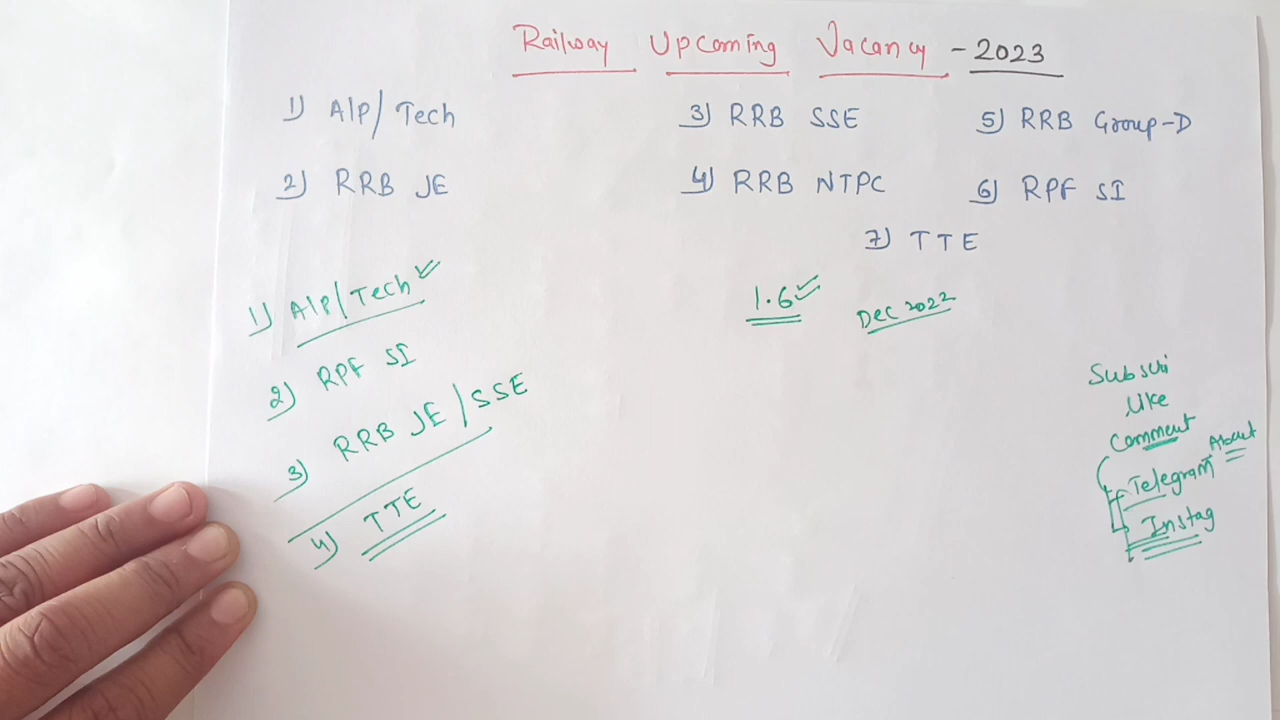 Railway Upcoming Vacancy - 2023
1) Alp/Tech
2) RRB JE
3) RRB SSE
4) RRB NTPC
5) RRB Group-D
6) RPF SI
7) TTE
1) Alp/Tech
2) RPF SI
3) RRB JE/SSE
4) TTE
1.6
Dec 2022
Subscri
Like
Comment
About
Telegram
Instag